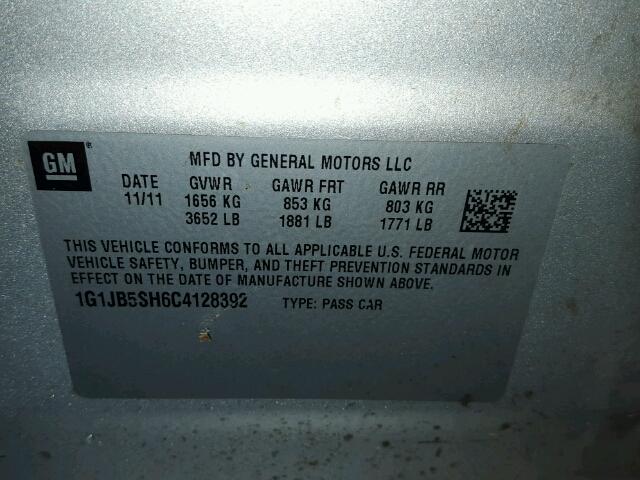 GM ®
MFD BY GENERAL MOTORS LLC
DATE GVWR GAWR FRT GAWR RR
11/11 1656 KG 853 KG 803 KG
3652 LB 1881 LB 1771 LB
THIS VEHICLE CONFORMS TO ALL APPLICABLE U.S. FEDERAL MOTOR
VEHICLE SAFETY, BUMPER, AND THEFT PREVENTION STANDARDS IN
EFFECT ON THE DATE OF MANUFACTURE SHOWN ABOVE.
1G1JB5SH6C4128392 TYPE: PASS CAR